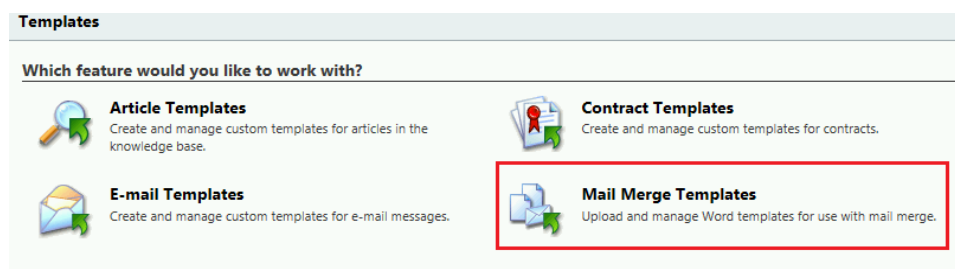 Templates
Which feature would you like to work with?
Article Templates
Create and manage custom templates for articles in the
knowledge base.
Contract Templates
Create and manage custom templates for contracts.
E-mail Templates
Create and manage custom templates for e-mail messages.
Mail Merge Templates
Upload and manage Word templates for use with mail merge.